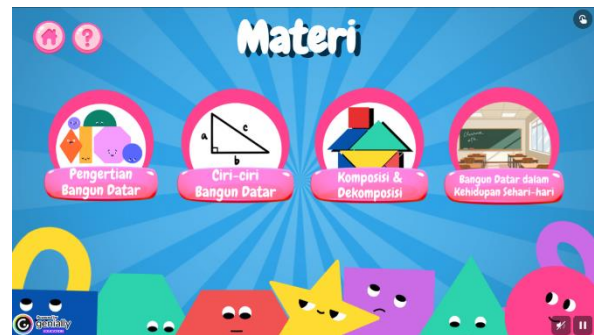 Materi
?
a
c
b
Pengertian
Bangun Datar
Ciri-ciri
Bangun Datar
Komposisi &
Dekomposisi
Bangun Datar dalam
Kehidupan Sehari-hari
genially